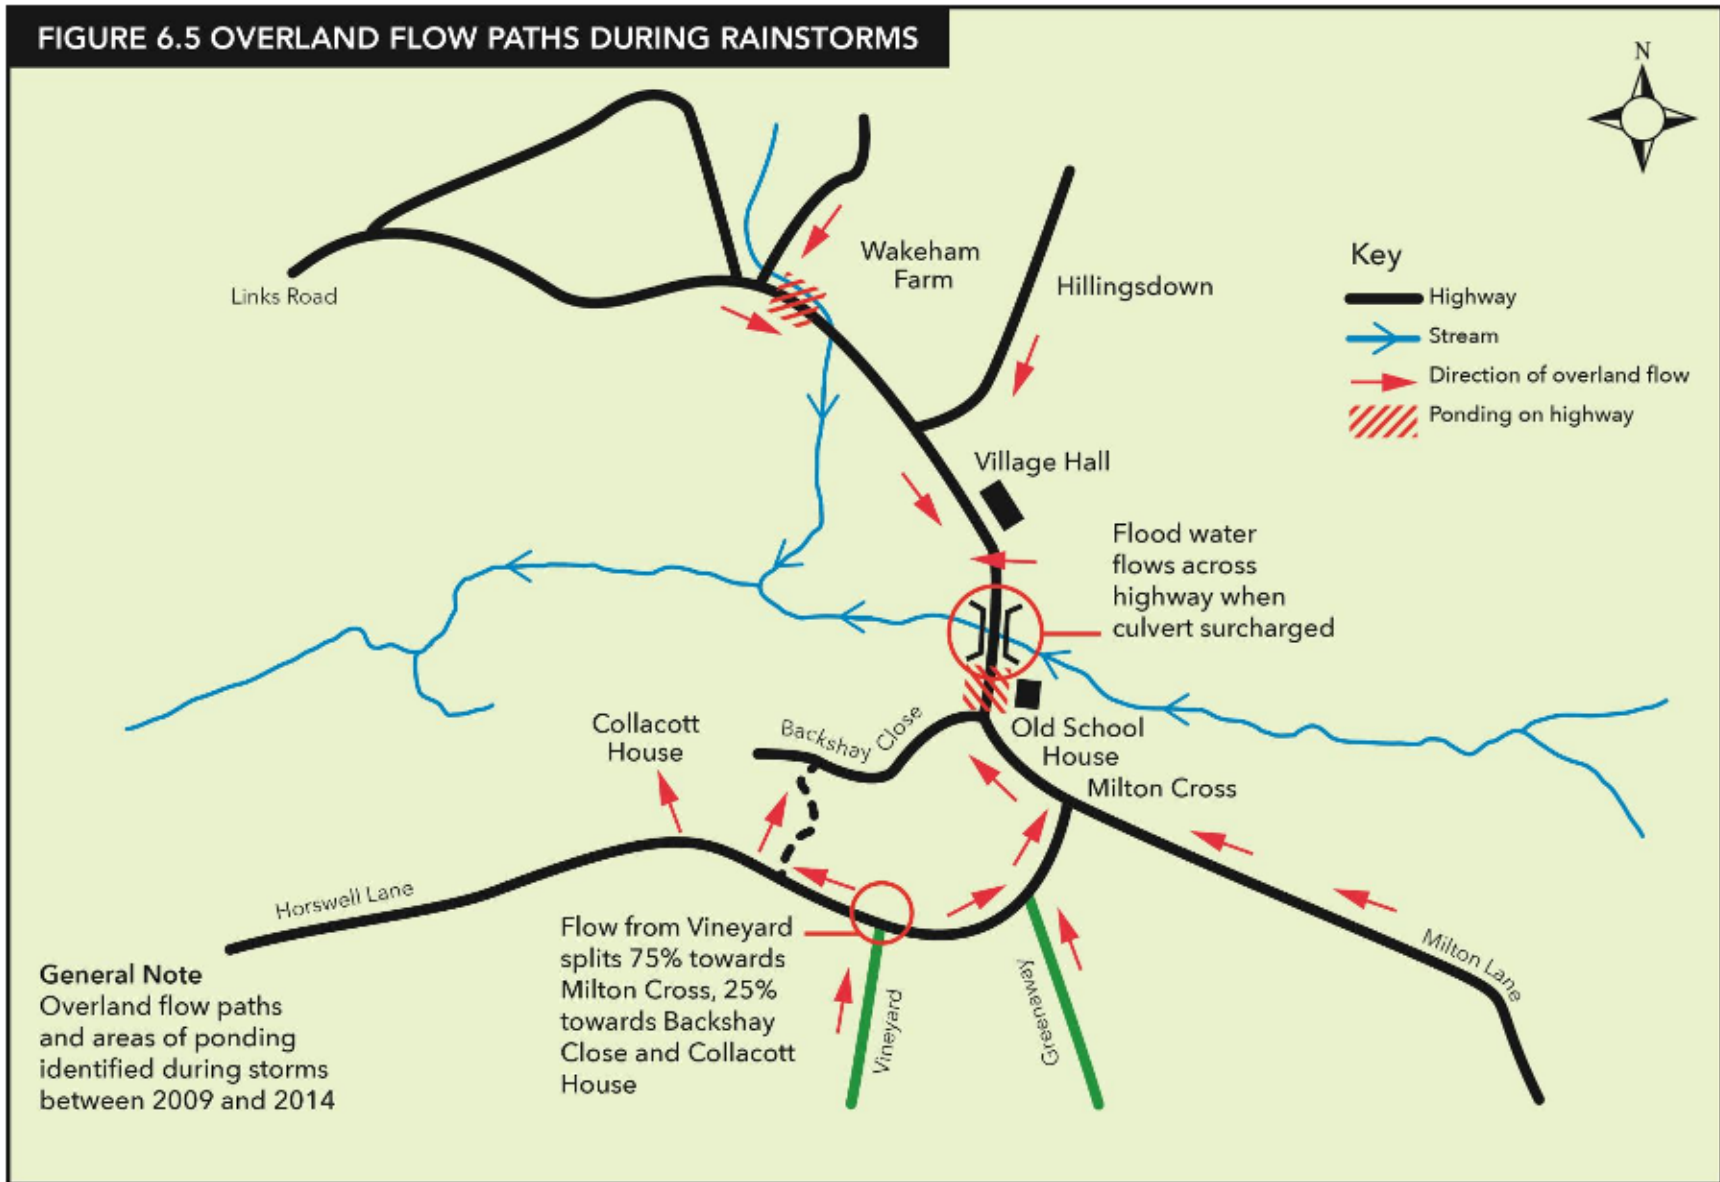 FIGURE 6.5 OVERLAND FLOW PATHS DURING RAINSTORMS
N
Wakeham
Farm
Hillingsdown
Links Road
Key
Highway
Stream
Direction of overland flow
Ponding on highway
Village Hall
Flood water
flows across
highway when
culvert surcharged
Collacott
House
Backshay Close
Old School
House
Milton Cross
Horswell Lane
Milton Lane
Flow from Vineyard
splits 75% towards
Milton Cross, 25%
towards Backshay
Close and Collacott
House
Vineyard
Greenaway
General Note
Overland flow paths
and areas of ponding
identified during storms
between 2009 and 2014